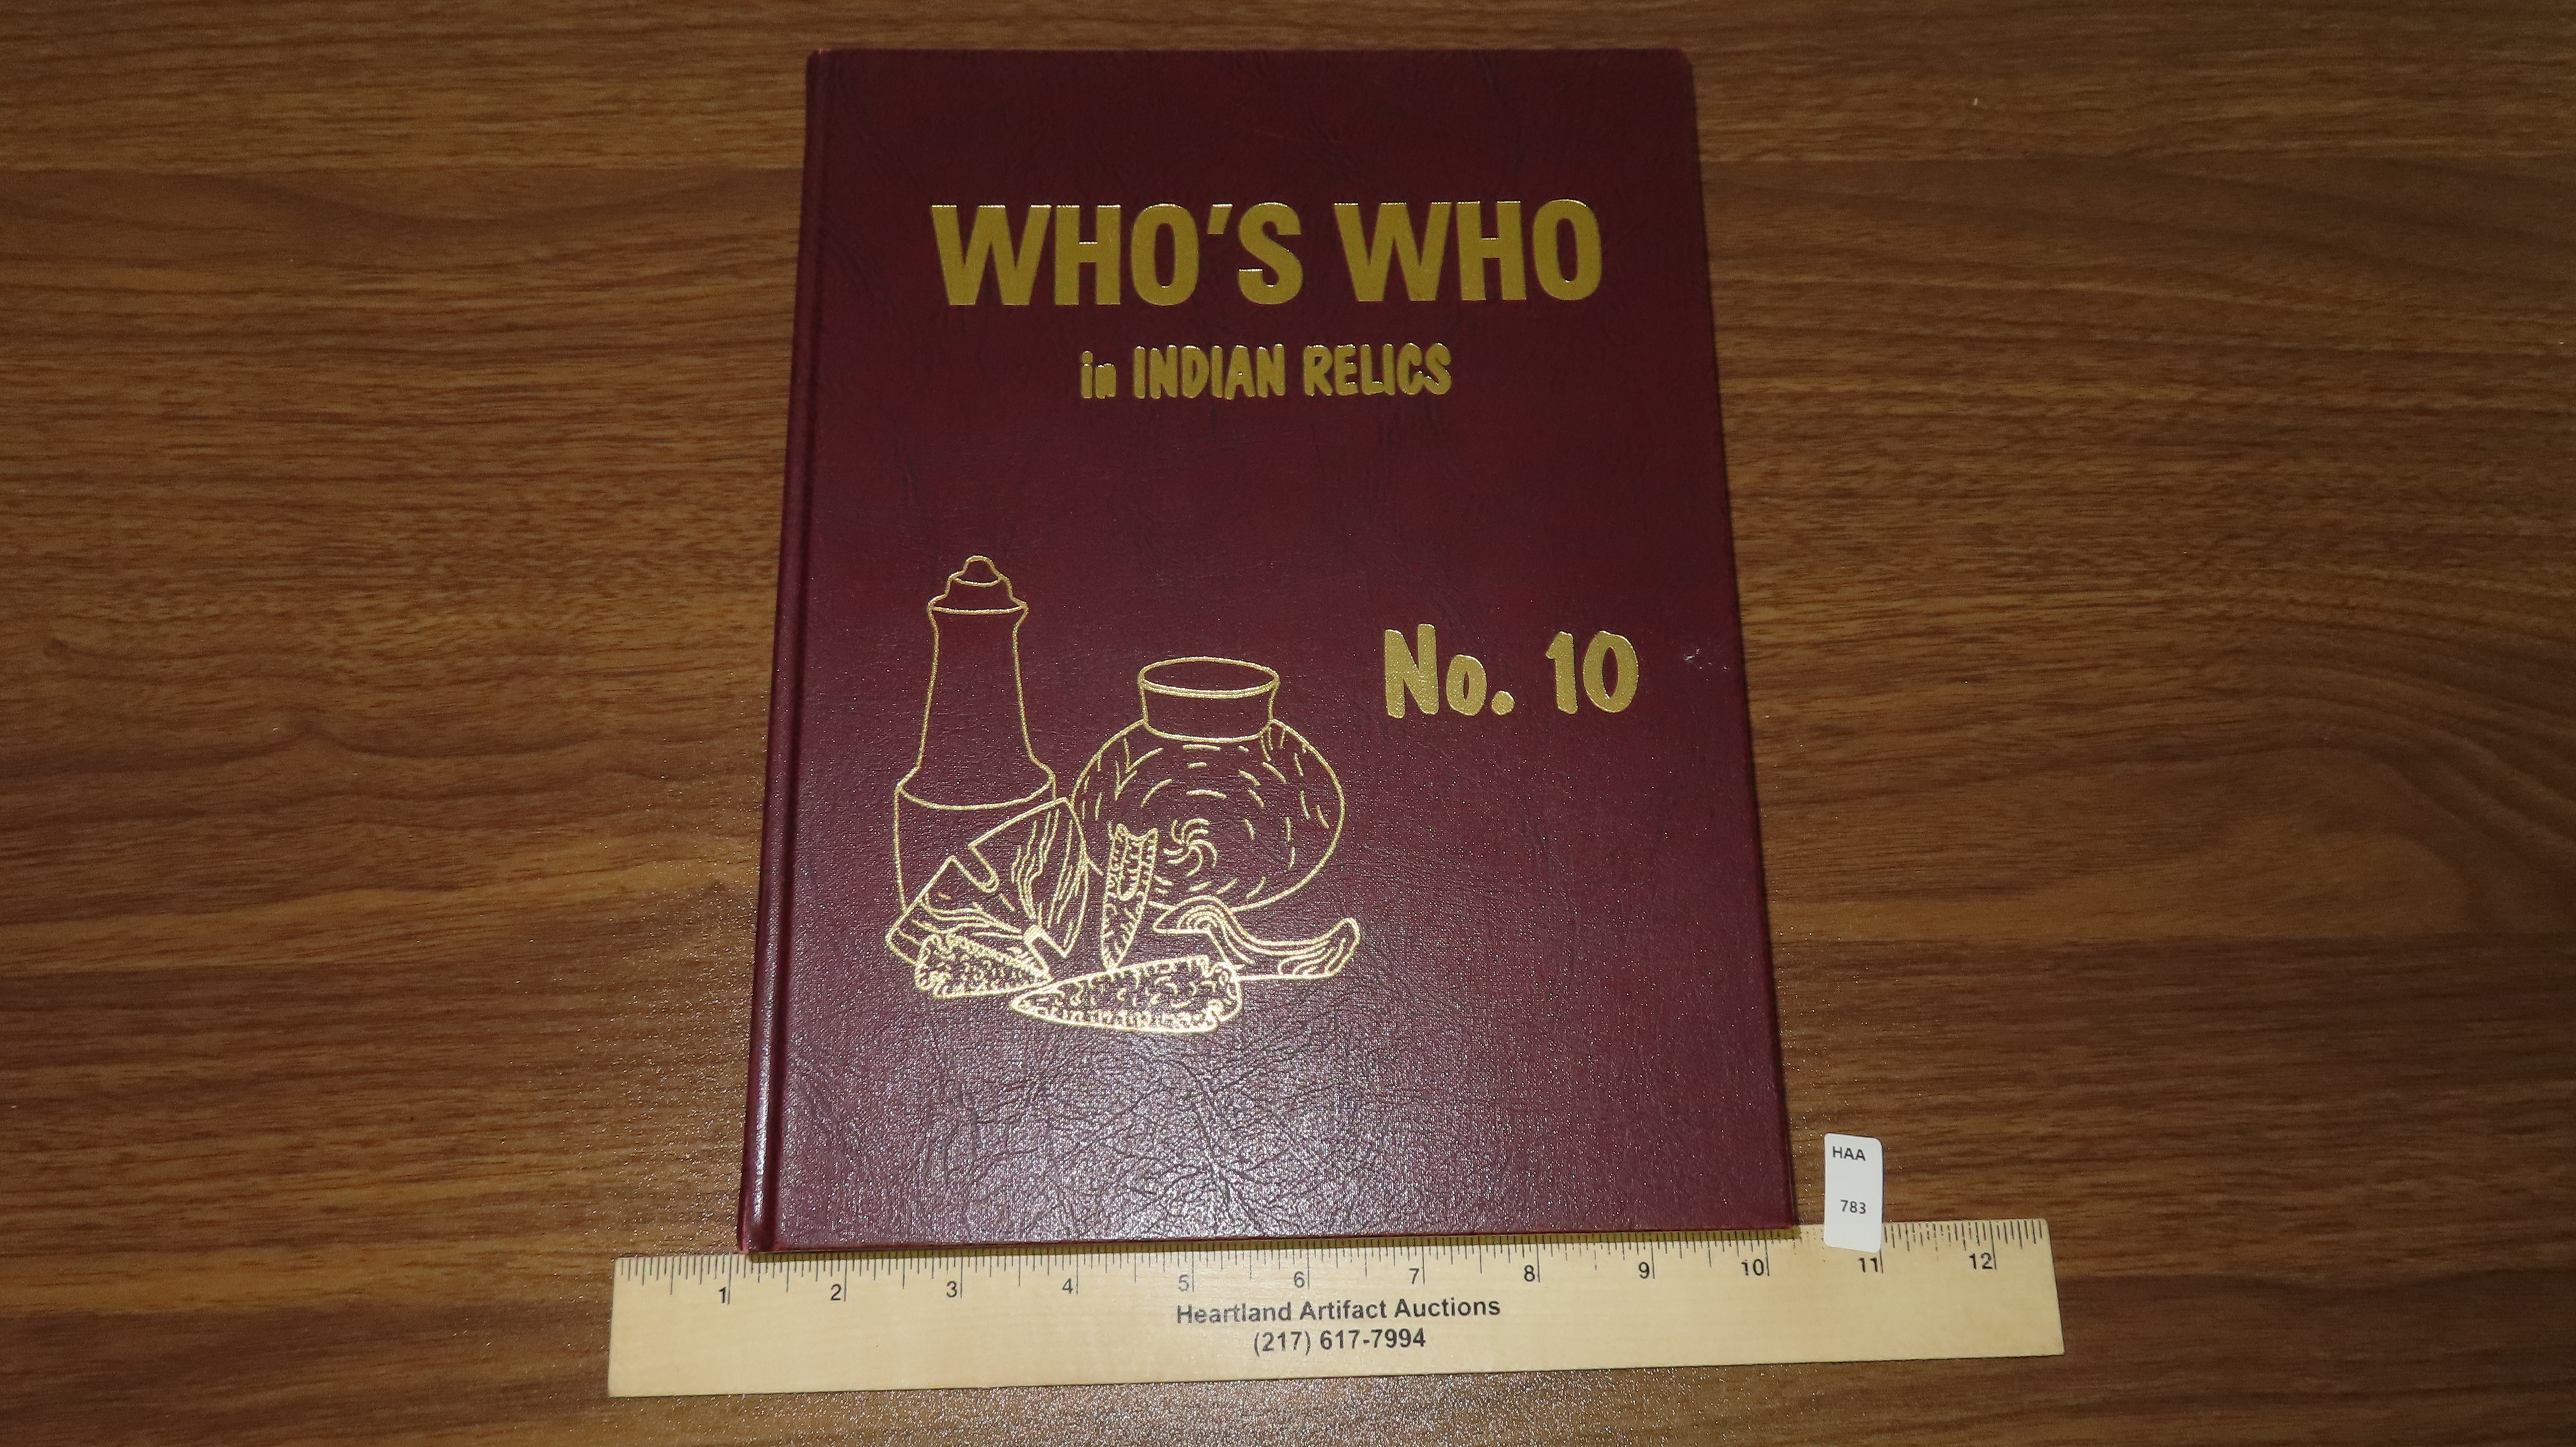 WHO'S WHO
in INDIAN RELICS
No. 10
HAA
783
1 2 3 4 5 6 7 8 9 10 11 12
Heartland Artifact Auctions
(217) 617-7994